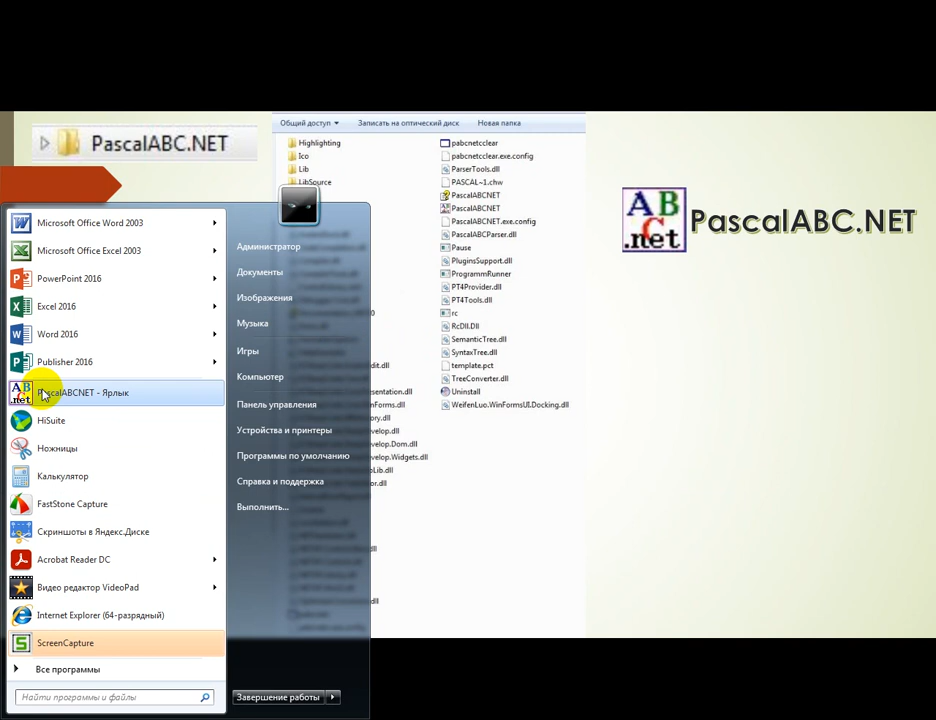 PascalABC.NET
Общий доступ
Записать на оптический диск
Новая папка
Highlighting
Ico
Lib
LibSource
pabcnetcclear
pabcnetcclear.exe.config
ParserTools.dll
PASCAL~1.chw
PascalABCNET
PascalABCNET
PascalABCNET.exe.config
PascalABCParser.dll
Pause
PluginsSupport.dll
ProgrammRunner
PT4Provider.dll
PT4Tools.dll
rc
RcDll.Dll
SemanticTree.dll
SyntaxTree.dll
template.pct
TreeConverter.dll
Uninstall
WeifenLuo.WinFormsUI.Docking.dll
AB
C
.net
PascalABC.NET
Microsoft Office Word 2003
Microsoft Office Excel 2003
PowerPoint 2016
Excel 2016
Word 2016
Publisher 2016
PascalABCNET - Ярлык
HiSuite
Ножницы
Калькулятор
FastStone Capture
Скриншоты в Яндекс.Диске
Acrobat Reader DC
Видео редактор VideoPad
Internet Explorer (64-разрядный)
ScreenCapture
Все программы
Найти программы и файлы
Администратор
Документы
Изображения
Музыка
Игры
Компьютер
Панель управления
Устройства и принтеры
Программы по умолчанию
Справка и поддержка
Выполнить...
Завершение работы